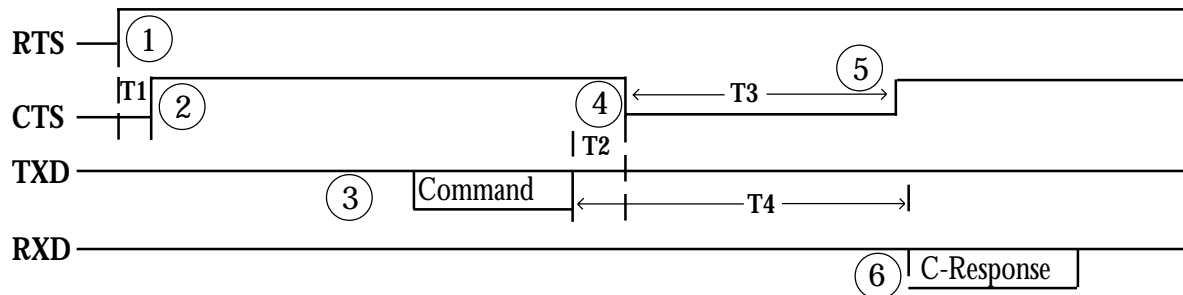 RTS
1
T1
CTS
2
4
T3
5
T2
TXD
3
Command
T4
RXD
6
C-Response